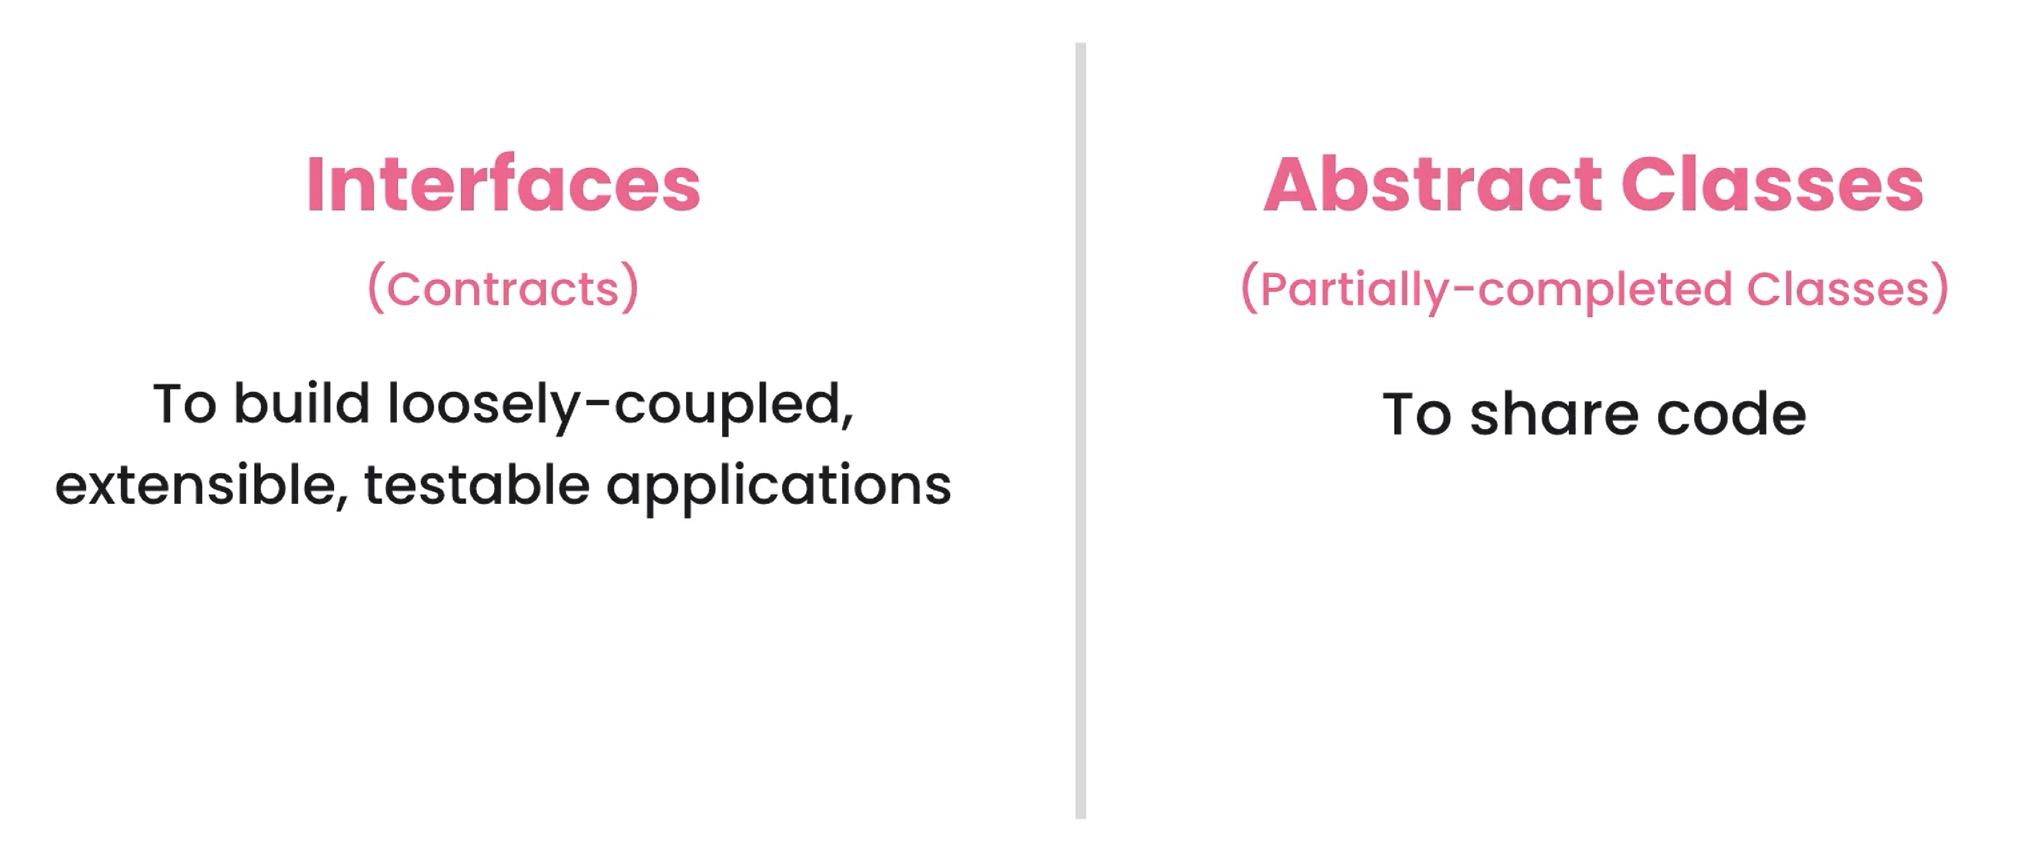 Interfaces
(Contracts)
To build loosely-coupled,
extensible, testable applications
Abstract Classes
(Partially-completed Classes)
To share code